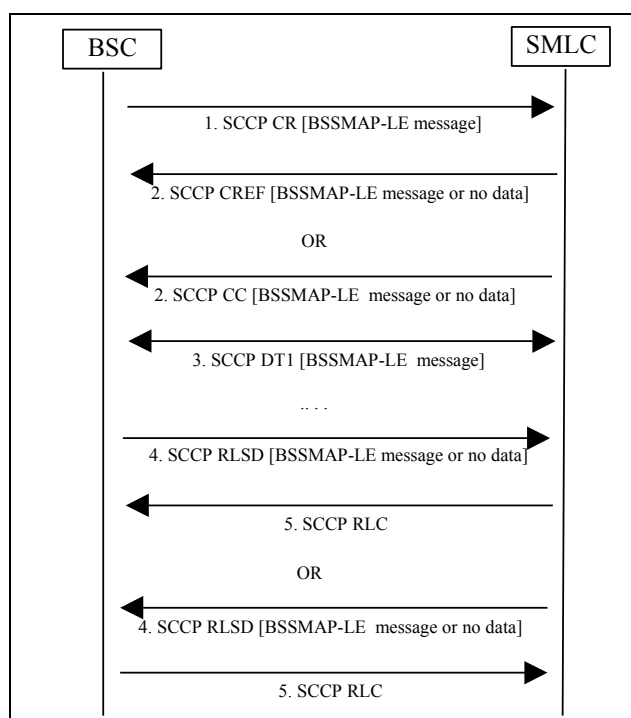 BSC
SMLC
1. SCCP CR [BSSMAP-LE message]
2. SCCP CREF [BSSMAP-LE message or no data]
OR
2. SCCP CC [BSSMAP-LE message or no data]
3. SCCP DT1 [BSSMAP-LE message]
.. . .
4. SCCP RLSD [BSSMAP-LE message or no data]
5. SCCP RLC
OR
4. SCCP RLSD [BSSMAP-LE message or no data]
5. SCCP RLC